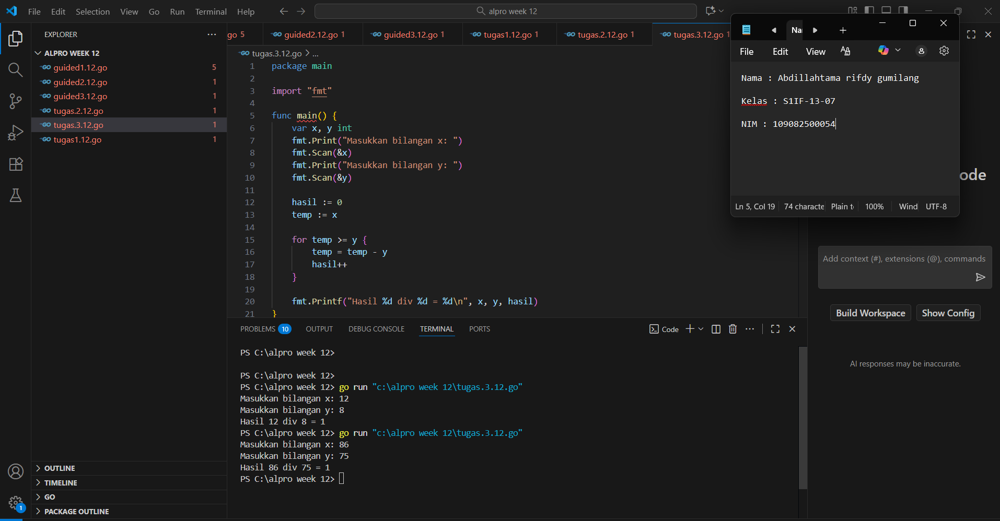 File Edit Selection View Go Run Terminal Help
alpro week 12
EXPLORER
ALPRO WEEK 12
guided1.12.go 5
guided2.12.go 1
guided3.12.go 1
tugas.2.12.go 1
tugas.3.12.go 1
tugas1.12.go 1
OUTLINE
TIMELINE
GO
PACKAGE OUTLINE
1
go 5
guided2.12.go 1
guided3.12.go 1
tugas1.12.go 1
tugas.2.12.go 1
tugas.3.12.go 1
tugas.3.12.go > ...
1 package main
2
3 import "fmt"
4
5 func main() {
6 var x, y int
7 fmt.Print("Masukkan bilangan x: ")
8 fmt.Scan(&x)
9 fmt.Print("Masukkan bilangan y: ")
10 fmt.Scan(&y)
11
12 hasil := 0
13 temp := x
14
15 for temp >= y {
16 temp = temp - y
17 hasil++
18 }
19
20 fmt.Printf("Hasil %d div %d = %d\n", x, y, hasil)
21 }
PROBLEMS 10 OUTPUT DEBUG CONSOLE TERMINAL PORTS
Code
PS C:\alpro week 12>
PS C:\alpro week 12>
PS C:\alpro week 12> go run "c:\alpro week 12\tugas.3.12.go"
Masukkan bilangan x: 12
Masukkan bilangan y: 8
Hasil 12 div 8 = 1
PS C:\alpro week 12> go run "c:\alpro week 12\tugas.3.12.go"
Masukkan bilangan x: 86
Masukkan bilangan y: 75
Hasil 86 div 75 = 1
PS C:\alpro week 12>
Na
File Edit View
Nama : Abdillahtama rifdy gumilang
Kelas : S1IF-13-07
NIM : 109082500054
Ln 5, Col 19 74 characte Plain t 100% Wind UTF-8
ode
Add context (#), extensions (@), commands
Build Workspace
Show Config
AI responses may be inaccurate.